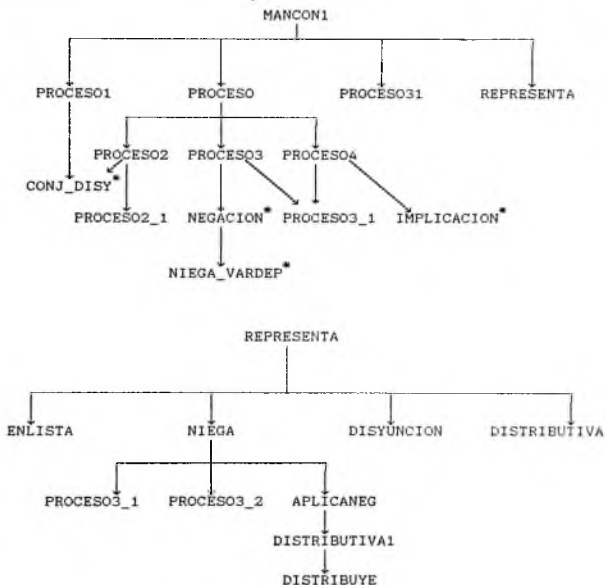 MANCON1
PROCESO1 PROCESO PROCESO31 REPRESENTA
PROCESO2 PROCESO3 PROCESO4
CONJ_DISY*
PROCESO2_1 NEGACION* PROCESO3_1 IMPLICACION*
NIEGA_VARDEP*
REPRESENTA
ENLISTA NIEGA DISYUNCION DISTRIBUTIVA
PROCESO3_1 PROCESO3_2 APLICANEG
DISTRIBUTIVA1
DISTRIBUYE